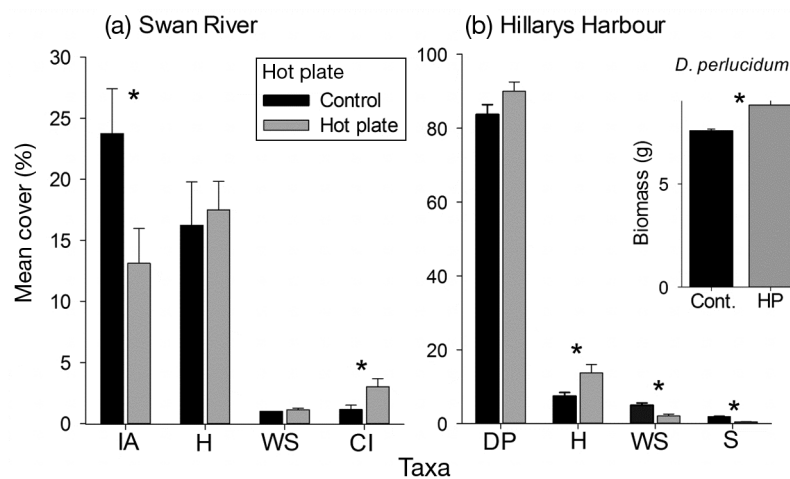 (a) Swan River
(b) Hillarys Harbour
30
25
20
15
10
5
0
Mean cover (%)
Hot plate
Control
Hot plate
*
*
IA H WS CI
100
80
60
40
20
0
*
*
*
DP H WS S
D. perlucidum
*
Biomass (g)
5
0
Cont. HP
Taxa